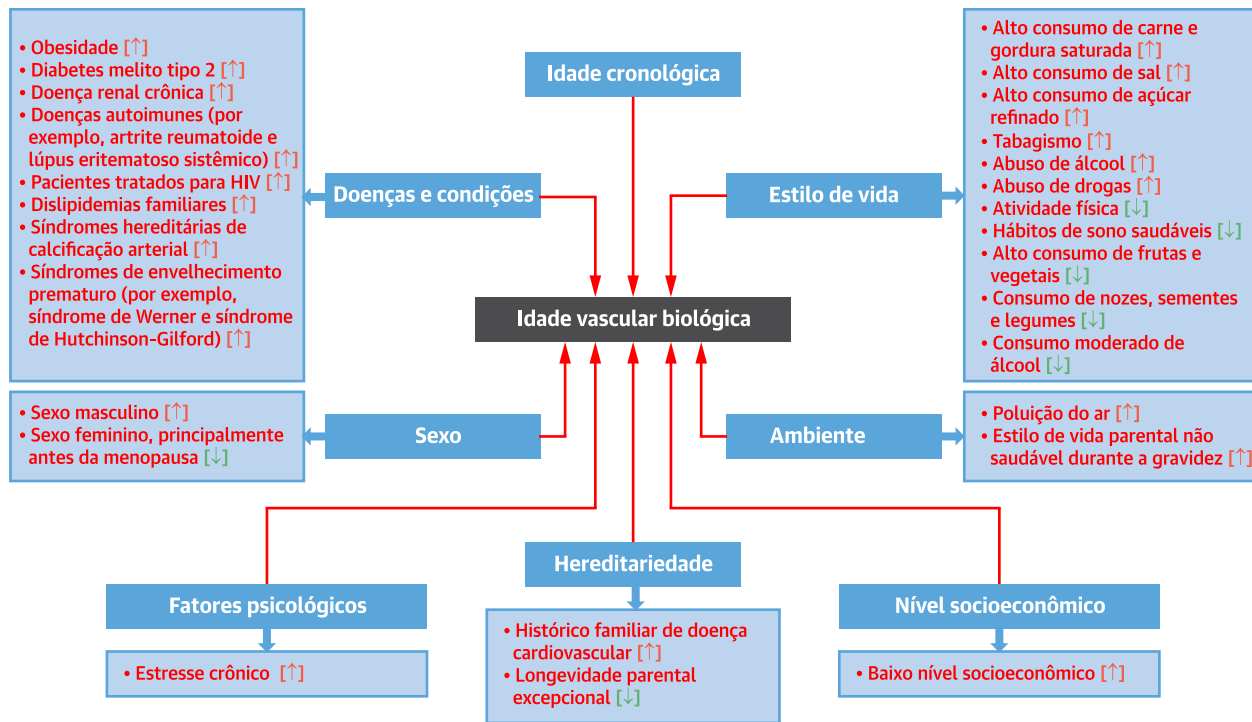 • Obesidade [↑]
• Diabetes melito tipo 2 [↑]
• Doença renal crônica [↑]
• Doenças autoimunes (por
exemplo, artrite reumatoide e
lúpus eritematoso sistêmico) [↑]
• Pacientes tratados para HIV [↑]
• Dislipidemias familiares [↑]
• Síndromes hereditárias de
calcificação arterial [↑]
• Síndromes de envelhecimento
prematuro (por exemplo,
síndrome de Werner e síndrome
de Hutchinson-Gilford) [↑]
Doenças e condições
Idade cronológica
Estilo de vida
• Alto consumo de carne e
gordura saturada [↑]
• Alto consumo de sal [↑]
• Alto consumo de açúcar
refinado [↑]
• Tabagismo [↑]
• Abuso de álcool [↑]
• Abuso de drogas [↑]
• Atividade física [↓]
• Hábitos de sono saudáveis [↓]
• Alto consumo de frutas e
vegetais [↓]
• Consumo de nozes, sementes
e legumes [↓]
• Consumo moderado de
álcool [↓]
Idade vascular biológica
• Sexo masculino [↑]
• Sexo feminino, principalmente
antes da menopausa [↓]
Sexo
Ambiente
• Poluição do ar [↑]
• Estilo de vida parental não
saudável durante a gravidez [↑]
Fatores psicológicos
• Estresse crônico [↑]
Hereditariedade
• Histórico familiar de doença
cardiovascular [↑]
• Longevidade parental
excepcional [↓]
Nível socioeconômico
• Baixo nível socioeconômico [↑]